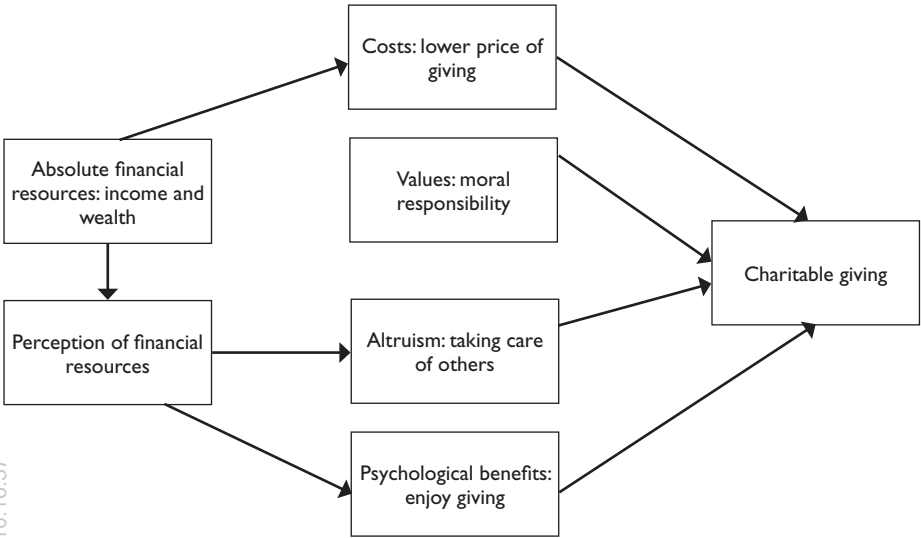 Costs: lower price of
giving
Absolute financial
resources: income and
wealth
Values: moral
responsibility
Charitable giving
Perception of financial
resources
Altruism: taking care
of others
Psychological benefits:
enjoy giving